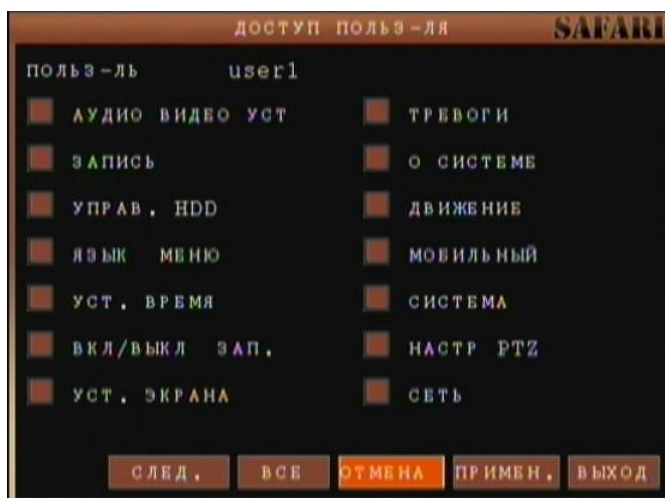 ДОСТУП ПОЛЬЗ-ЛЯ SAFARI
ПОЛЬЗ-ЛЬ user1
АУДИО ВИДЕО УСТ ТРЕВОГИ
ЗАПИСЬ О СИСТЕМЕ
УПРАВ. HDD ДВИЖЕНИЕ
ЯЗЫК МЕНЮ МОБИЛЬНЫЙ
УСТ. ВРЕМЯ СИСТЕМА
ВКЛ/ВЫКЛ ЗАП. НАСТР PTZ
УСТ. ЭКРАНА СЕТЬ
СЛЕД. ВСЕ ОТМЕНА ПРИМЕН. ВЫХОД